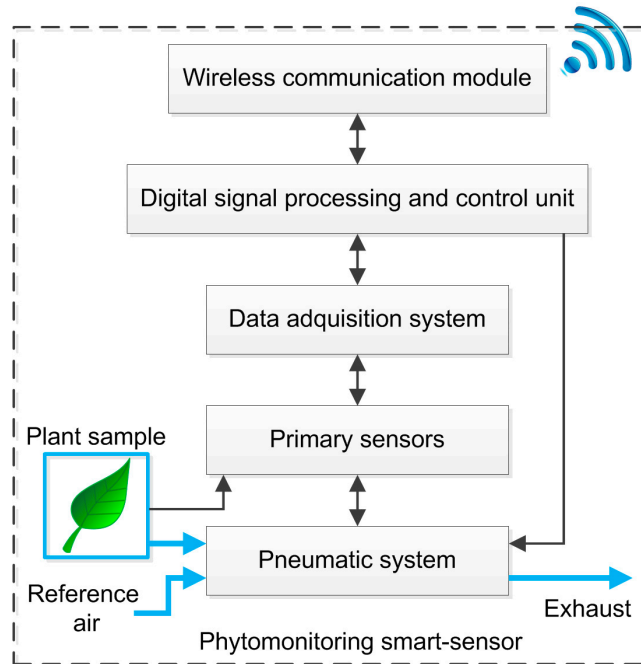 Wireless communication module
Digital signal processing and control unit
Data adquisition system
Primary sensors
Plant sample
Pneumatic system
Reference
air
Exhaust
Phytomonitoring smart-sensor